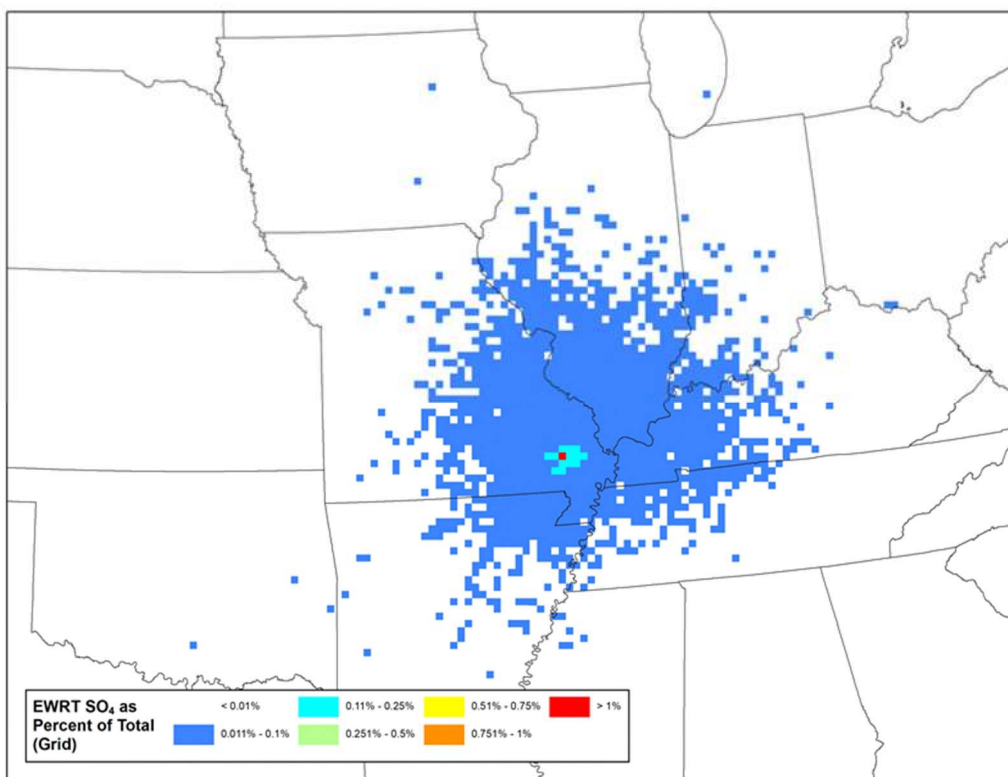 EWRT SO₄ as
Percent of Total
(Grid)
< 0.01%
0.11% - 0.25%
0.51% - 0.75%
> 1%
0.011% - 0.1%
0.251% - 0.5%
0.751% - 1%